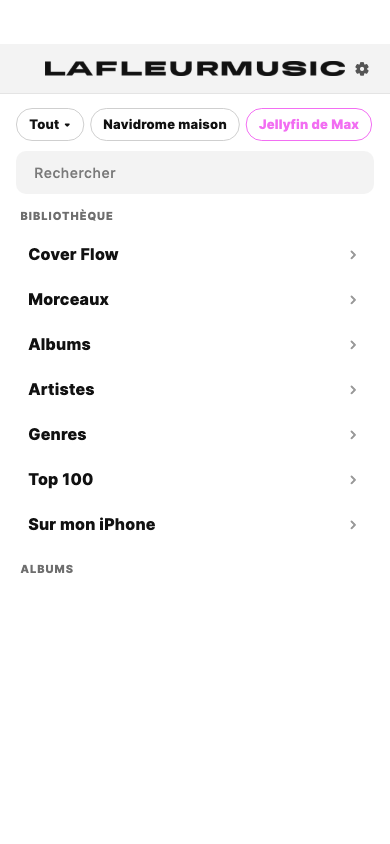 LAFLEURMUSIC
Tout
Navidrome maison
Jellyfin de Max
Rechercher
BIBLIOTHÈQUE
Cover Flow
Morceaux
Albums
Artistes
Genres
Top 100
Sur mon iPhone
ALBUMS